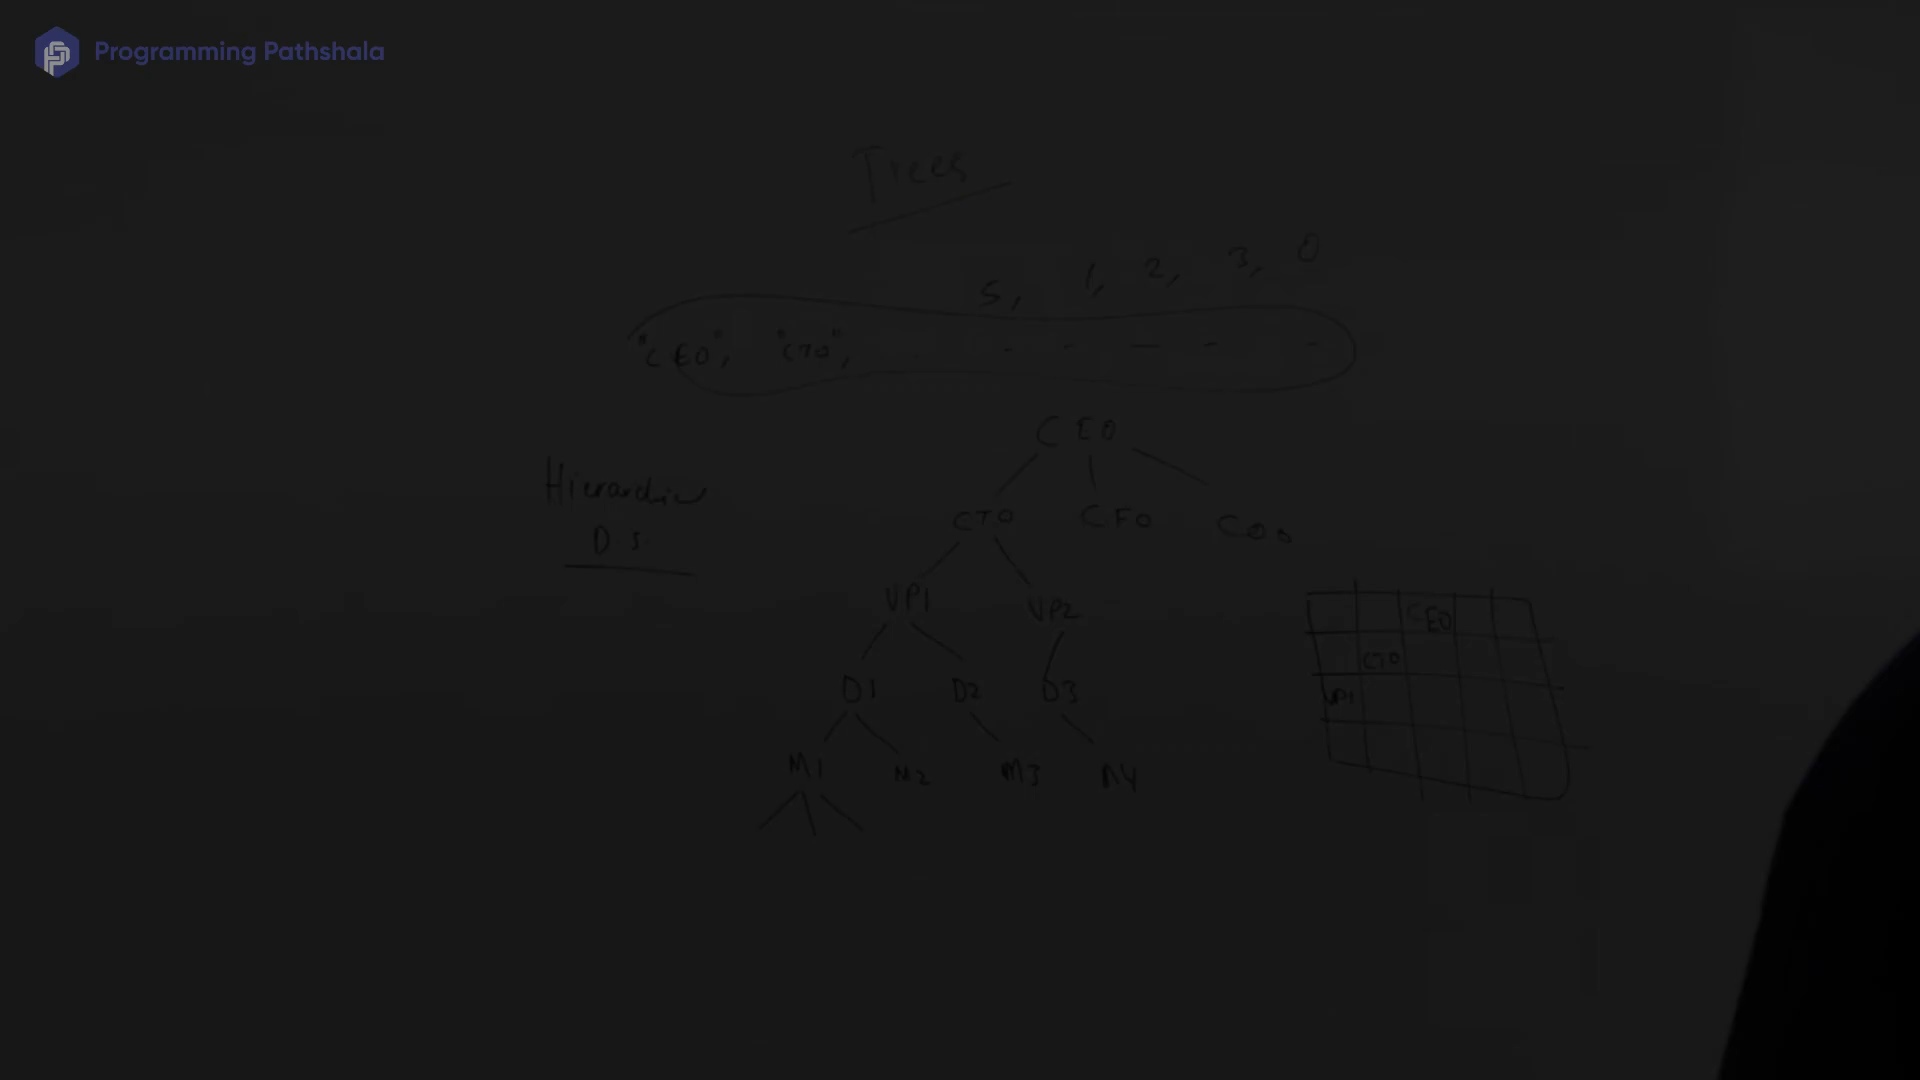 Programming Pathshala
Trees
5, 1, 2, 3, 0
"CEO", "CTO", - - - - -
CEO
Hierarchical
D.S.
CTO CFO COO
VP1 VP2
CEO
CTO
VP1
D1 D2 D3
M1 M2 M3 M4